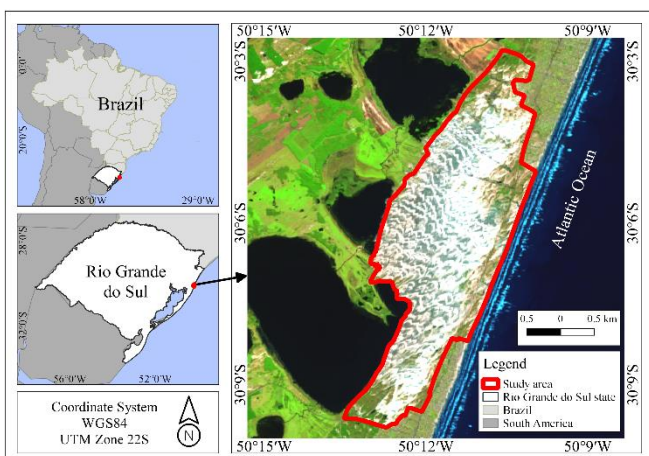 Brazil
0°0'
20°0'S
58°0'W
29°0'W
Rio Grande
do Sul
28°0'S
32°0'S
56°0'W
52°0'W
Coordinate System
WGS84
UTM Zone 22S
N
50°15'W
50°12'W
50°9'W
30°3'S
30°3'S
30°6'S
30°6'S
30°9'S
30°9'S
Atlantic Ocean
0.5
0
0.5 km
Legend
Study area
Rio Grande do Sul state
Brazil
South America
50°15'W
50°12'W
50°9'W